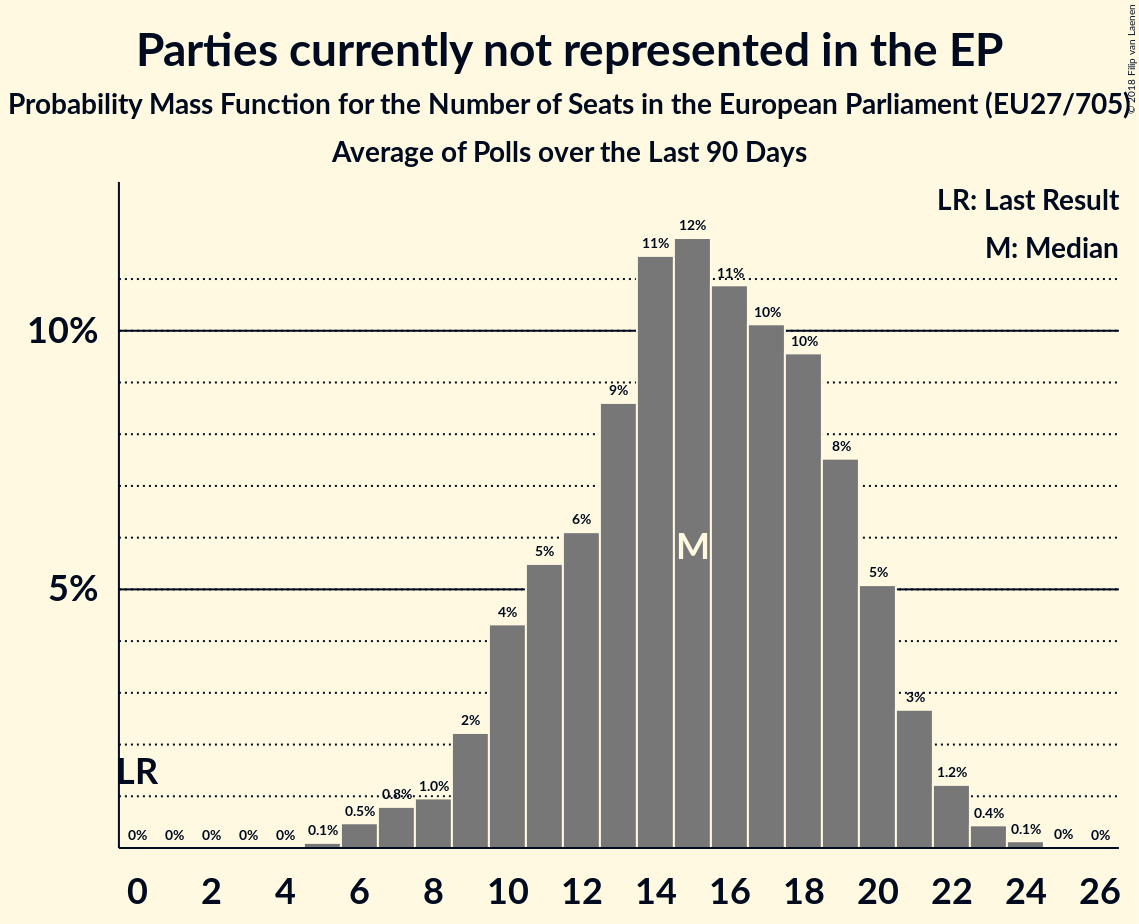 Parties currently not represented in the EP
Probability Mass Function for the Number of Seats in the European Parliament (EU27/705)
Average of Polls over the Last 90 Days
© 2018 Filip van Laenen
LR: Last Result
M: Median
10%
5%
LR
M
0% 0% 0% 0% 0% 0.1% 0.5% 0.8% 1.0% 2% 4% 5% 6% 9% 11% 12% 11% 10% 10% 8% 5% 3% 1.2% 0.4% 0.1% 0% 0%
0 2 4 6 8 10 12 14 16 18 20 22 24 26